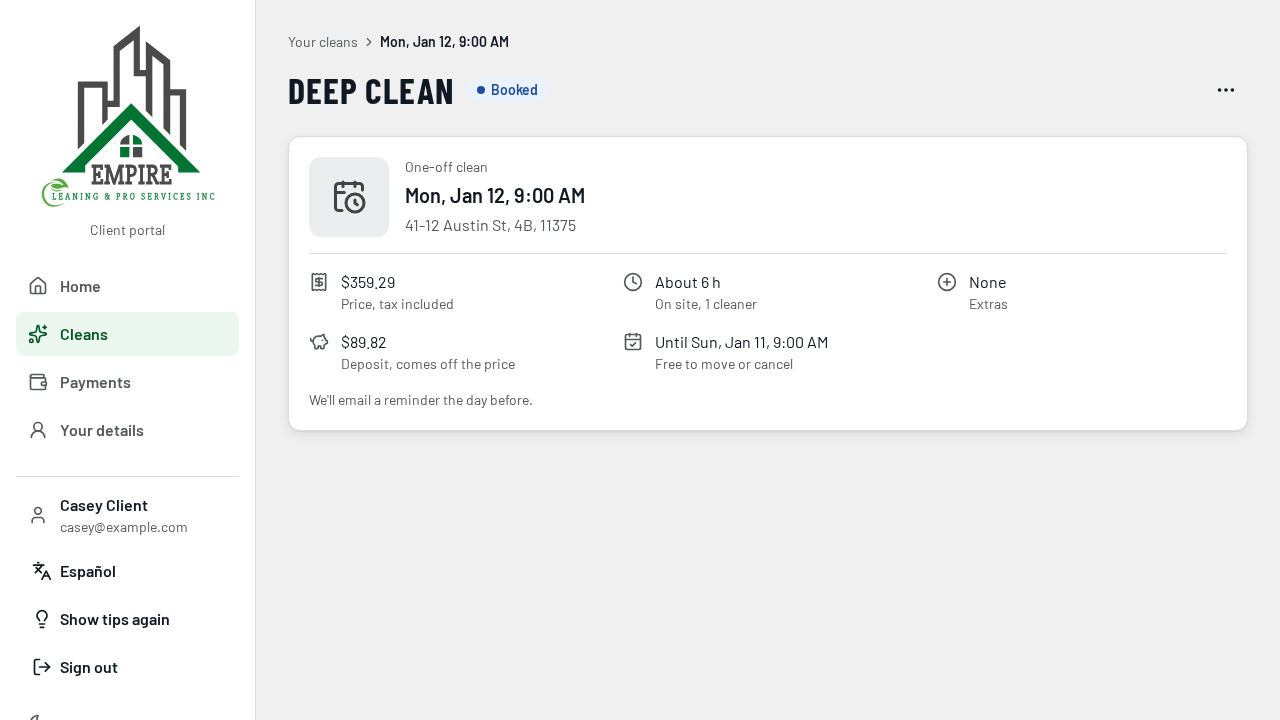 EMPIRE
LEANING & PRO SERVICES INC
Client portal
Home
Cleans
Payments
Your details
Casey Client
casey@example.com
Español
Show tips again
Sign out
Your cleans > Mon, Jan 12, 9:00 AM
DEEP CLEAN
Booked
One-off clean
Mon, Jan 12, 9:00 AM
41-12 Austin St, 4B, 11375
$359.29
Price, tax included
About 6 h
On site, 1 cleaner
None
Extras
$89.82
Deposit, comes off the price
Until Sun, Jan 11, 9:00 AM
Free to move or cancel
We'll email a reminder the day before.